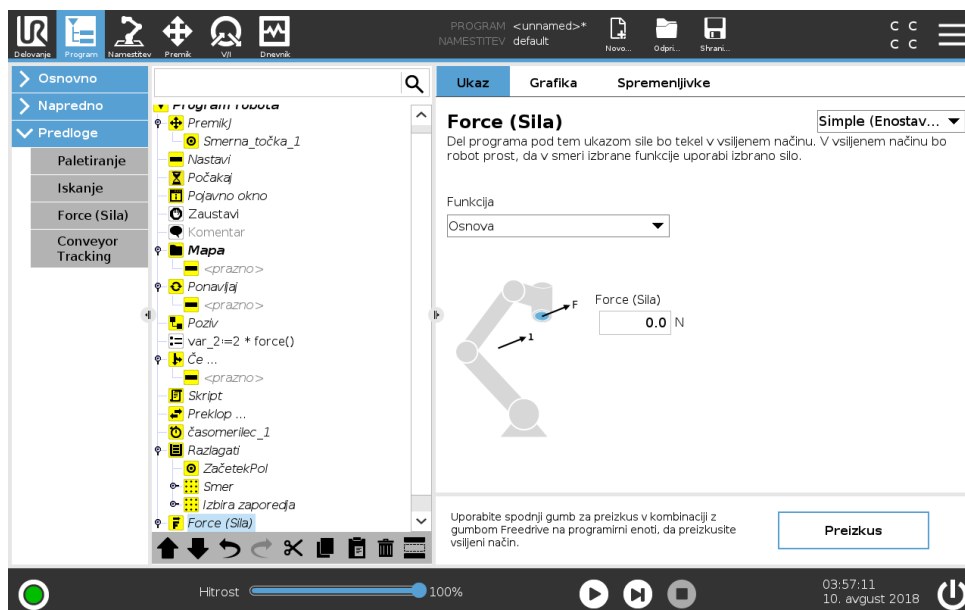 PROGRAM <unnamed>*
NAMESTITEV default
Delovanje
Program
Namestitev
Premik
V/I
Dnevnik
Novo...
Odpri...
Shrani...
C C
C C
Osnovno
Napredno
Predloge
Paletiranje
Iskanje
Force (Sila)
Conveyor
Tracking
Program robota
PremikJ
Smerna_točka_1
Nastavi
Počakaj
Pojavno okno
Zaustavi
Komentar
Mapa
<prazno>
Ponavljaj
<prazno>
Poziv
var_2:=2 * force()
Če ...
<prazno>
Skript
Preklop ...
časomerilec_1
Razlagati
ZačetekPol
Smer
Izbira zaporedja
Force (Sila)
Ukaz
Grafika
Spremenljivke
Force (Sila)
Simple (Enostav...
Del programa pod tem ukazom sile bo tekel v vsiljenem načinu. V vsiljenem načinu bo
robot prost, da v smeri izbrane funkcije uporabi izbrano silo.
Funkcija
Osnova
F
1
Force (Sila)
0.0 N
Uporabite spodnji gumb za preizkus v kombinaciji z
gumbom Freedrive na programirni enoti, da preizkusite
vsiljeni način.
Preizkus
Hitrost
100%
03:57:11
10. avgust 2018